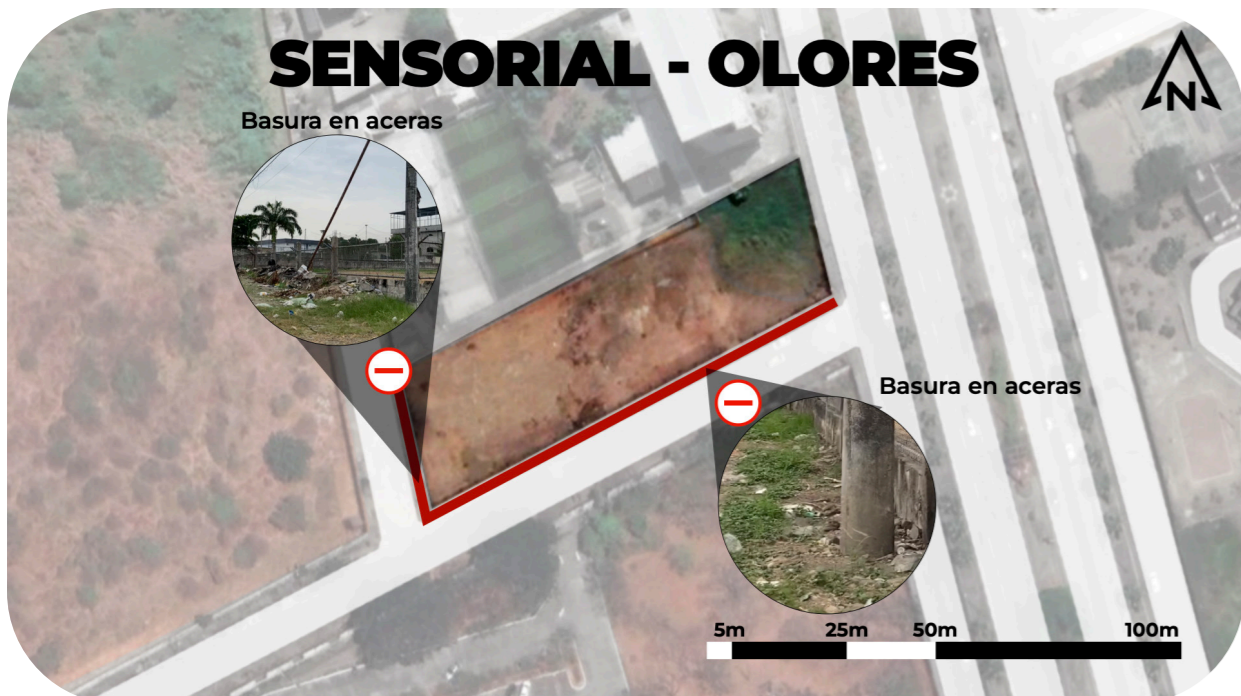 SENSORIAL - OLORES
N
Basura en aceras
Basura en aceras
5m 25m 50m 100m